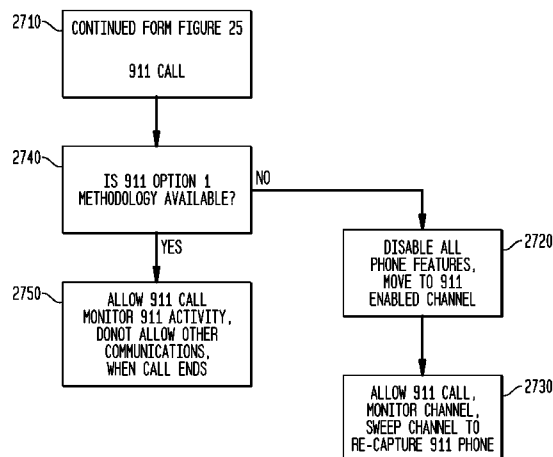 2710
CONTINUED FORM FIGURE 25
911 CALL
2740
IS 911 OPTION 1
METHODOLOGY AVAILABLE?
NO
YES
2720
DISABLE ALL
PHONE FEATURES,
MOVE TO 911
ENABLED CHANNEL
2750
ALLOW 911 CALL
MONITOR 911 ACTIVITY,
DONOT ALLOW OTHER
COMMUNICATIONS,
WHEN CALL ENDS
2730
ALLOW 911 CALL,
MONITOR CHANNEL,
SWEEP CHANNEL TO
RE-CAPTURE 911 PHONE